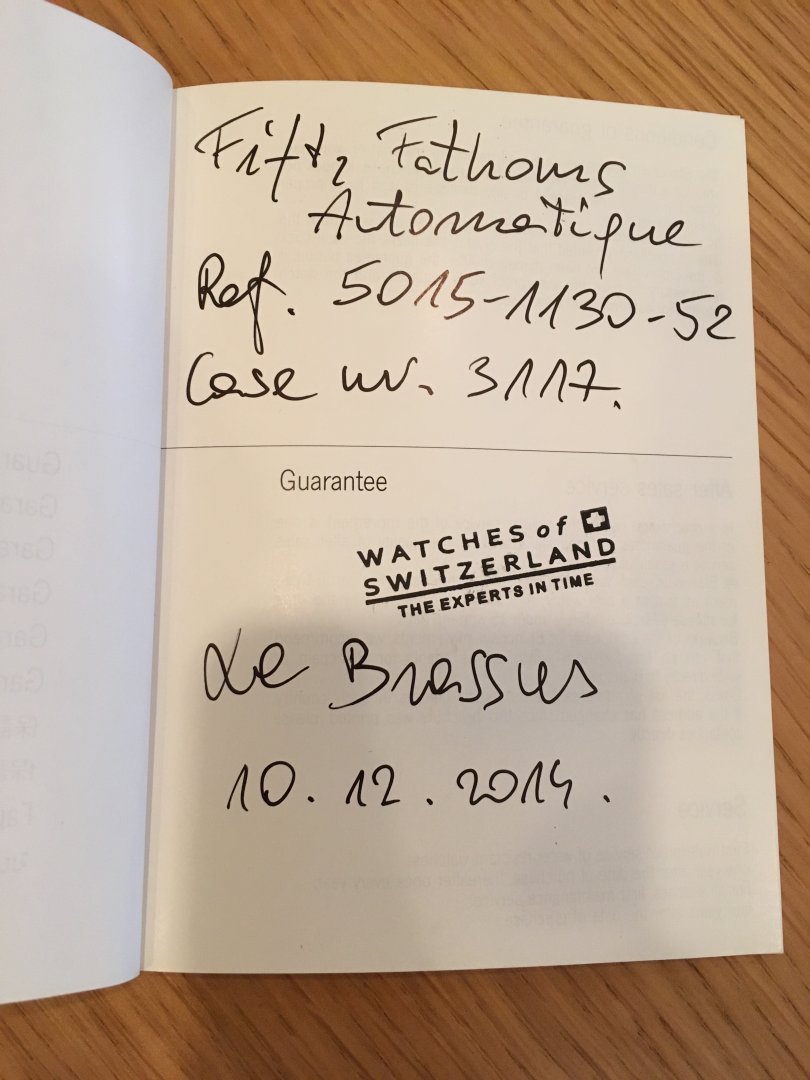 Fifty Fathoms
Automatique
Ref. 5015-1130-52
Case nr. 3117.
Guarantee
WATCHES of
SWITZERLAND
THE EXPERTS IN TIME
Le Brassus
10. 12. 2014.